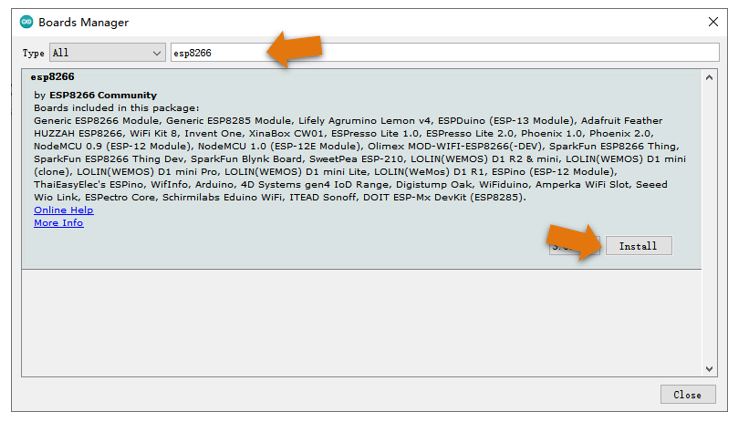 Boards Manager
Type All esp8266
esp8266
by ESP8266 Community
Boards included in this package:
Generic ESP8266 Module, Generic ESP8285 Module, Lifely Agrumino Lemon v4, ESPDuino (ESP-13 Module), Adafruit Feather
HUZZAH ESP8266, WiFi Kit 8, Invent One, XinaBox CW01, ESPresso Lite 1.0, ESPresso Lite 2.0, Phoenix 1.0, Phoenix 2.0,
NodeMCU 0.9 (ESP-12 Module), NodeMCU 1.0 (ESP-12E Module), Olimex MOD-WIFI-ESP8266(-DEV), SparkFun ESP8266 Thing,
SparkFun ESP8266 Thing Dev, SparkFun Blynk Board, SweetPea ESP-210, LOLIN(WEMOS) D1 R2 & mini, LOLIN(WEMOS) D1 mini
(clone), LOLIN(WEMOS) D1 mini Pro, LOLIN(WEMOS) D1 mini Lite, LOLIN(WeMos) D1 R1, ESPino (ESP-12 Module),
ThaiEasyElec's ESPino, WifInfo, Arduino, 4D Systems gen4 IoD Range, Digistump Oak, WiFiduino, Amperka WiFi Slot, Seeed
Wio Link, ESPectro Core, Schirmilabs Eduino WiFi, ITEAD Sonoff, DOIT ESP-Mx DevKit (ESP8285).
Online Help
More Info
Install
Close